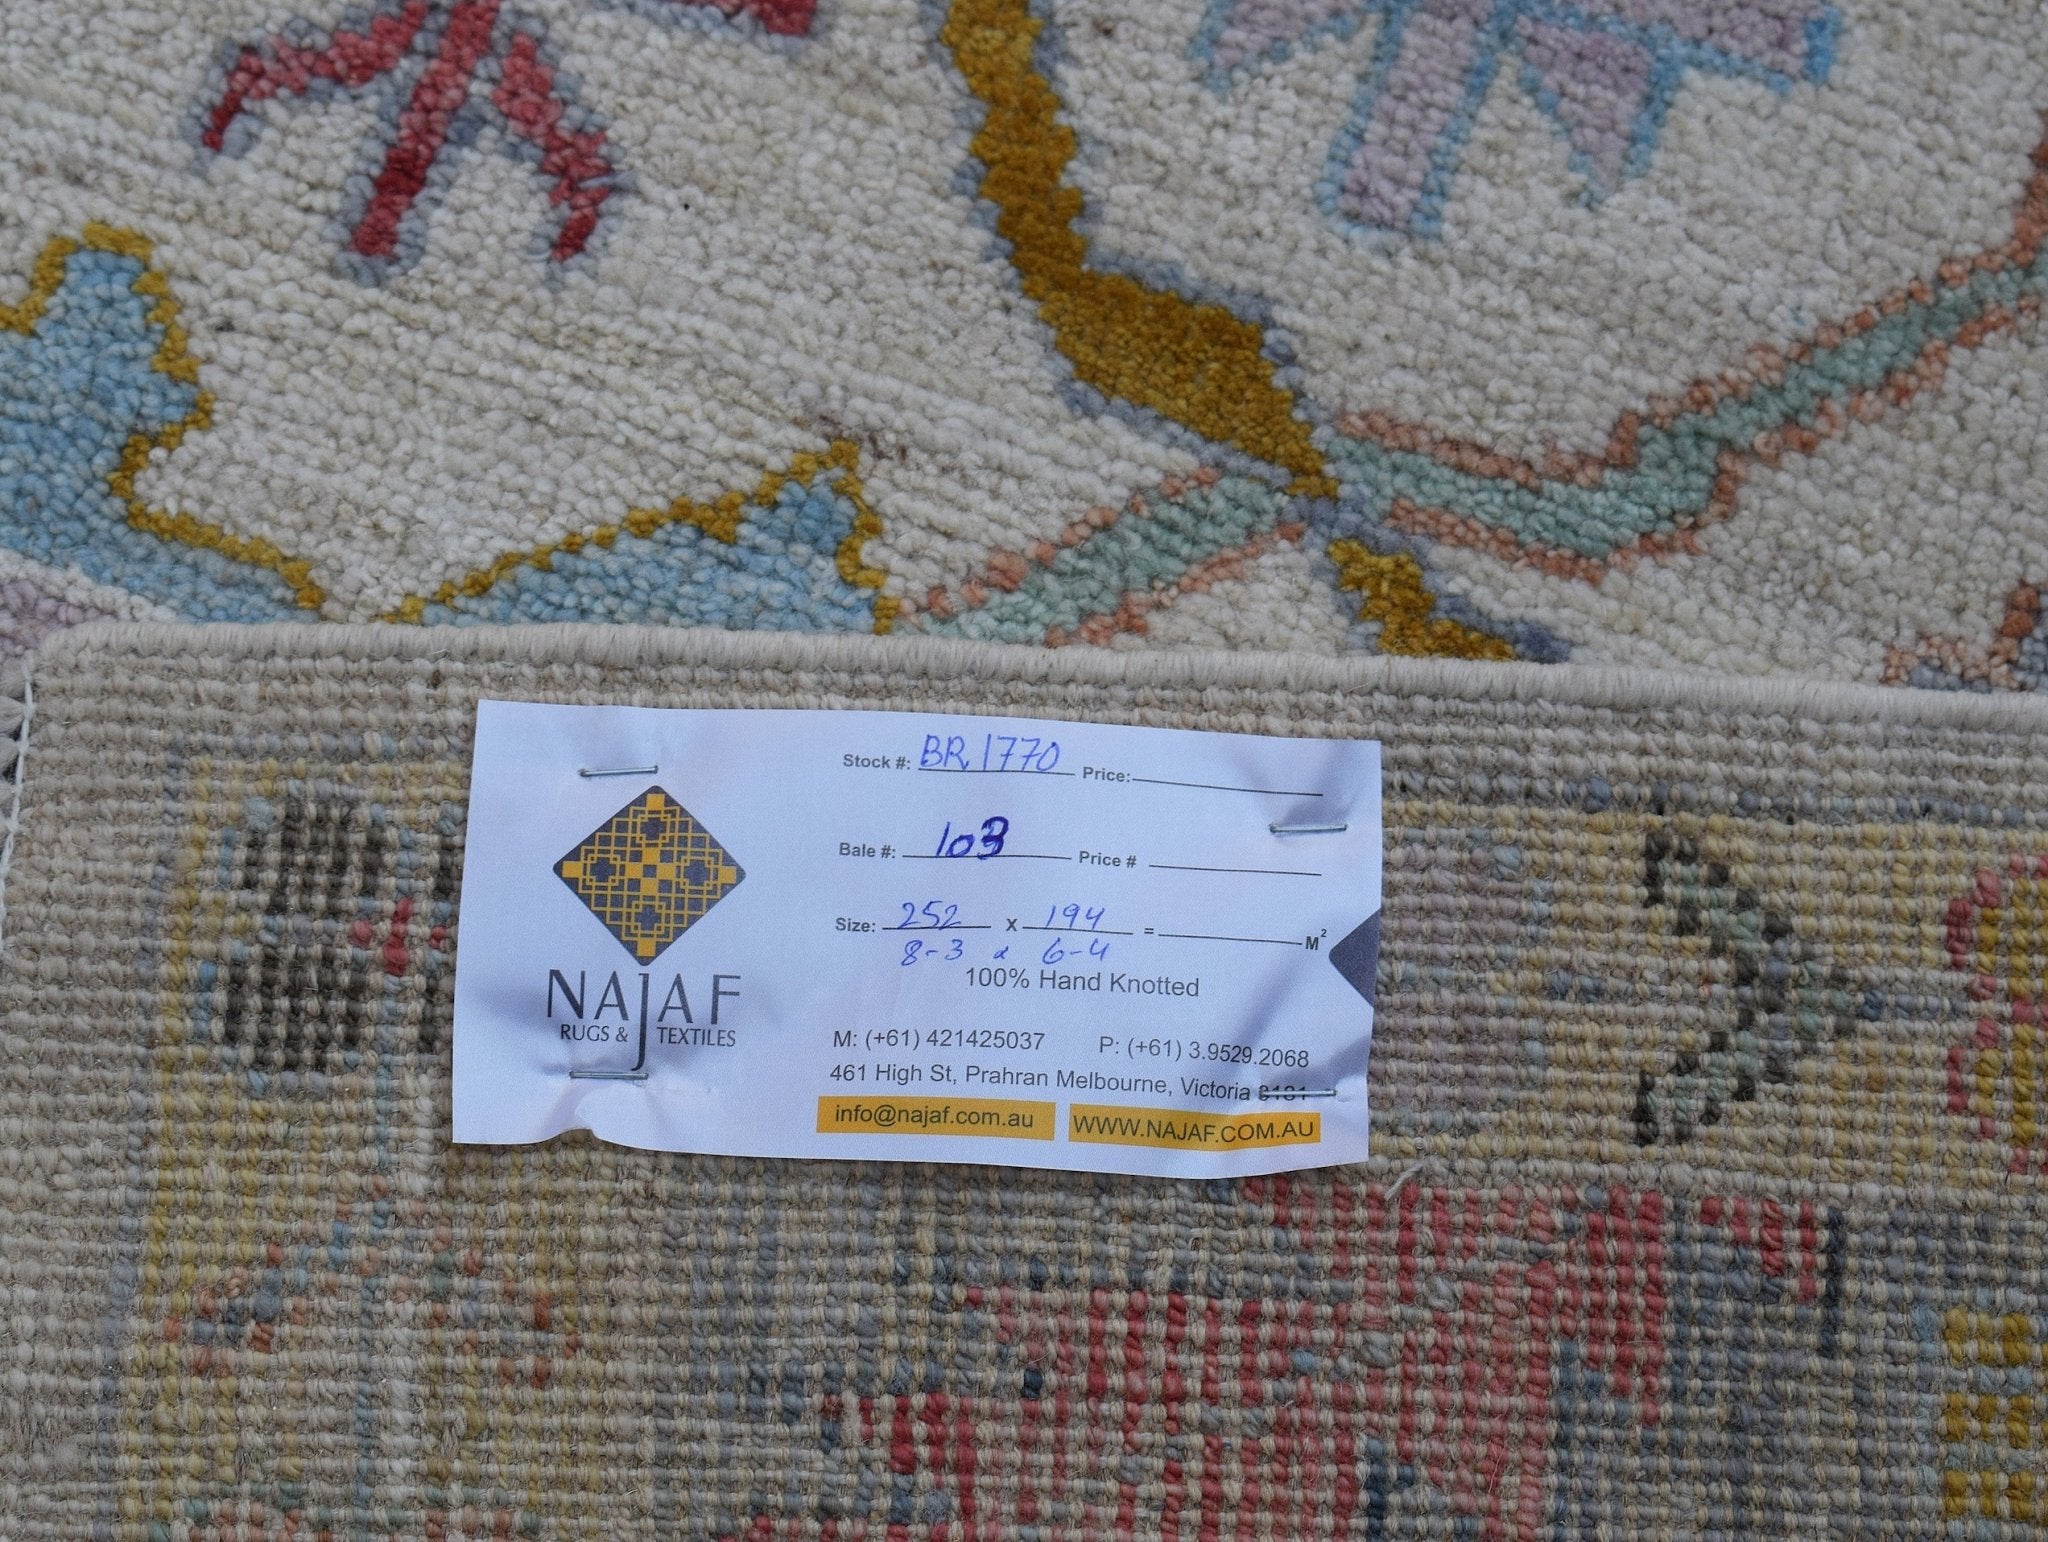 NAJAF
RUGS & TEXTILES
Stock #: BR1770 Price:
Bale #: 103 Price #
Size: 252 x 194 = M²
8-3 x 6-4
100% Hand Knotted
M: (+61) 421425037 P: (+61) 3.9529.2068
461 High St, Prahran Melbourne, Victoria 3181
info@najaf.com.au WWW.NAJAF.COM.AU